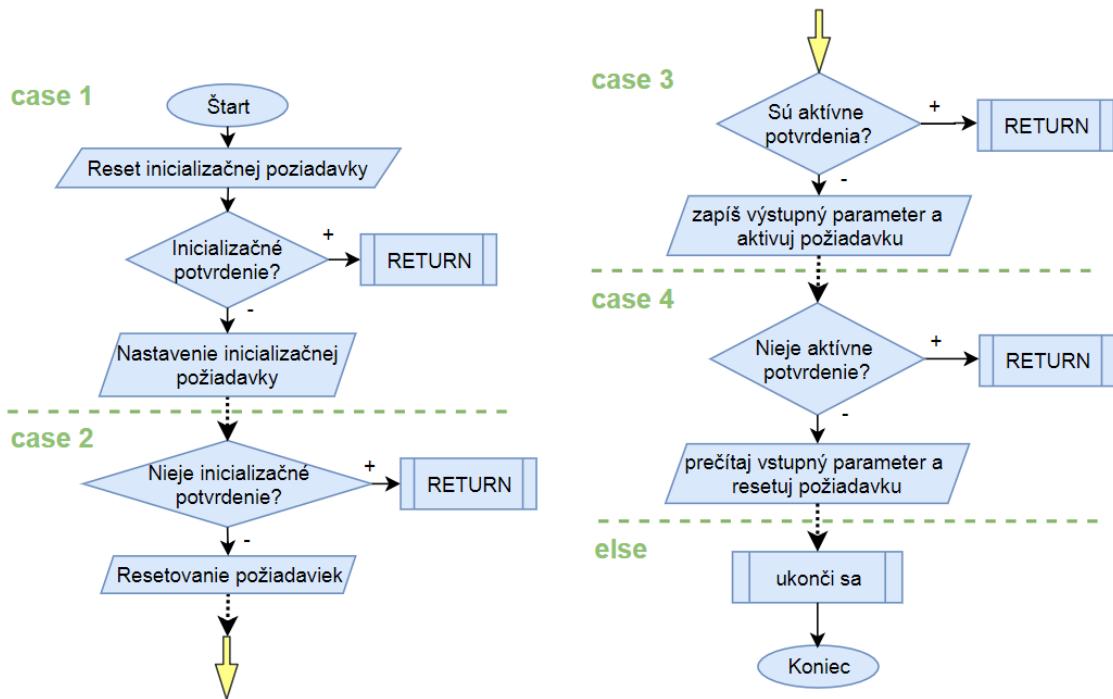 case 1
Štart
Reset inicializačnej poziadavky
Inicializačné
potvrdenie?
+
RETURN
-
Nastavenie inicializačnej
požiadavky
case 2
Nieje inicializačné
potvrdenie?
+
RETURN
-
Resetovanie požiadaviek
case 3
Sú aktívne
potvrdenia?
+
RETURN
-
zapíš výstupný parameter a
aktivuj požiadavku
case 4
Nieje aktívne
potvrdenie?
+
RETURN
-
prečítaj vstupný parameter a
resetuj požiadavku
else
ukonči sa
Koniec